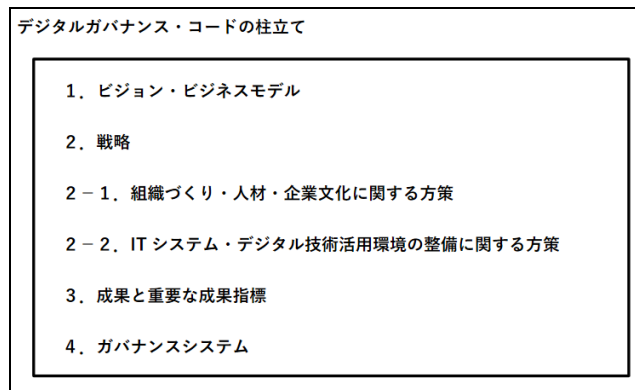 デジタルガバナンス・コードの柱立て
1．ビジョン・ビジネスモデル
2．戦略
2－1．組織づくり・人材・企業文化に関する方策
2－2．IT システム・デジタル技術活用環境の整備に関する方策
3．成果と重要な成果指標
4．ガバナンスシステム